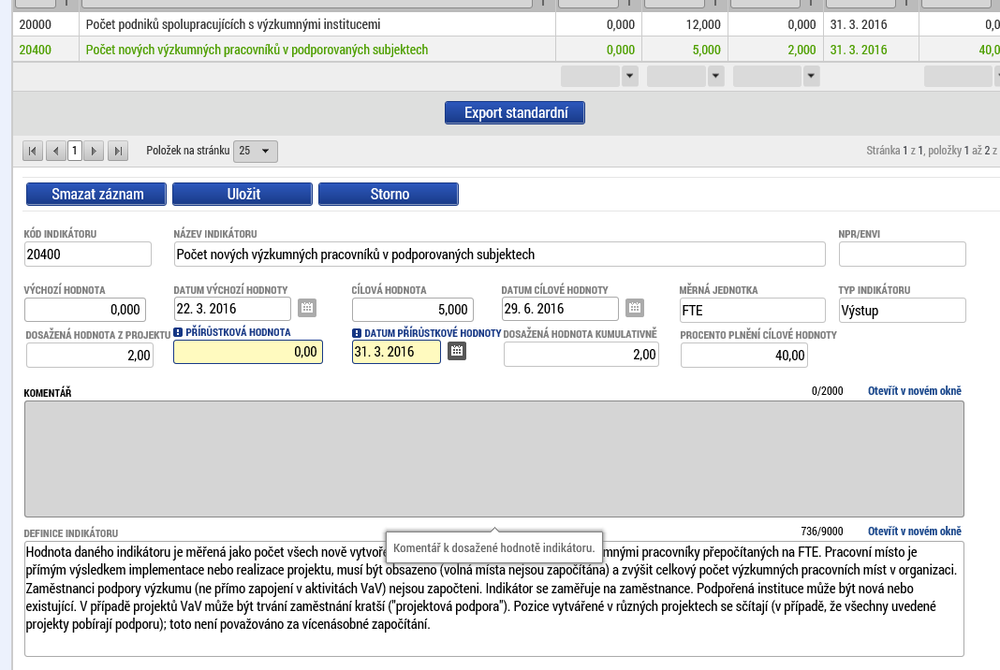 20000 Počet podniků spolupracujících s výzkumnými institucemi 0,000 12,000 0,000 31. 3. 2016 0,0
20400 Počet nových výzkumných pracovníků v podporovaných subjektech 0,000 5,000 2,000 31. 3. 2016 40,0
Export standardní
1 Položek na stránku 25 Stránka 1 z 1, položky 1 až 2 z
Smazat záznam Uložit Storno
KÓD INDIKÁTORU NÁZEV INDIKÁTORU NPR/ENVI
20400 Počet nových výzkumných pracovníků v podporovaných subjektech
VÝCHOZÍ HODNOTA DATUM VÝCHOZÍ HODNOTY CÍLOVÁ HODNOTA DATUM CÍLOVÉ HODNOTY MĚRNÁ JEDNOTKA TYP INDIKÁTORU
0,000 22. 3. 2016 5,000 29. 6. 2016 FTE Výstup
DOSAŽENÁ HODNOTA Z PROJEKTU PŘÍRŮSTKOVÁ HODNOTA DATUM PŘÍRŮSTKOVÉ HODNOTY DOSAŽENÁ HODNOTA KUMULATIVNĚ PROCENTO PLNĚNÍ CÍLOVÉ HODNOTY
2,00 0,00 31. 3. 2016 2,00 40,00
KOMENTÁŘ 0/2000 Otevřít v novém okně
DEFINICE INDIKÁTORU 736/9000 Otevřít v novém okně
Komentář k dosažené hodnotě indikátoru.
Hodnota daného indikátoru je měřená jako počet všech nově vytvoře mnými pracovníky přepočítaných na FTE. Pracovní místo je
přímým výsledkem implementace nebo realizace projektu, musí být obsazeno (volná místa nejsou započítána) a zvýšit celkový počet výzkumných pracovních míst v organizaci.
Zaměstnanci podpory výzkumu (ne přímo zapojení v aktivitách VaV) nejsou započteni. Indikátor se zaměřuje na zaměstnance. Podpořená instituce může být nová nebo
existující. V případě projektů VaV může být trvání zaměstnání kratší ("projektová podpora"). Pozice vytvářené v různých projektech se sčítají (v případě, že všechny uvedené
projekty pobírají podporu); toto není považováno za vícenásobné započítání.